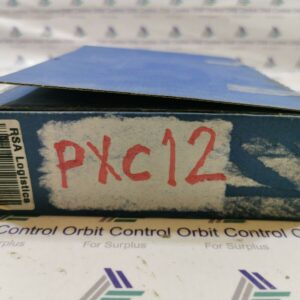 RSA Logistics
PXC12
Control Orbit Control Orbit Control
For Surplus For Surplus